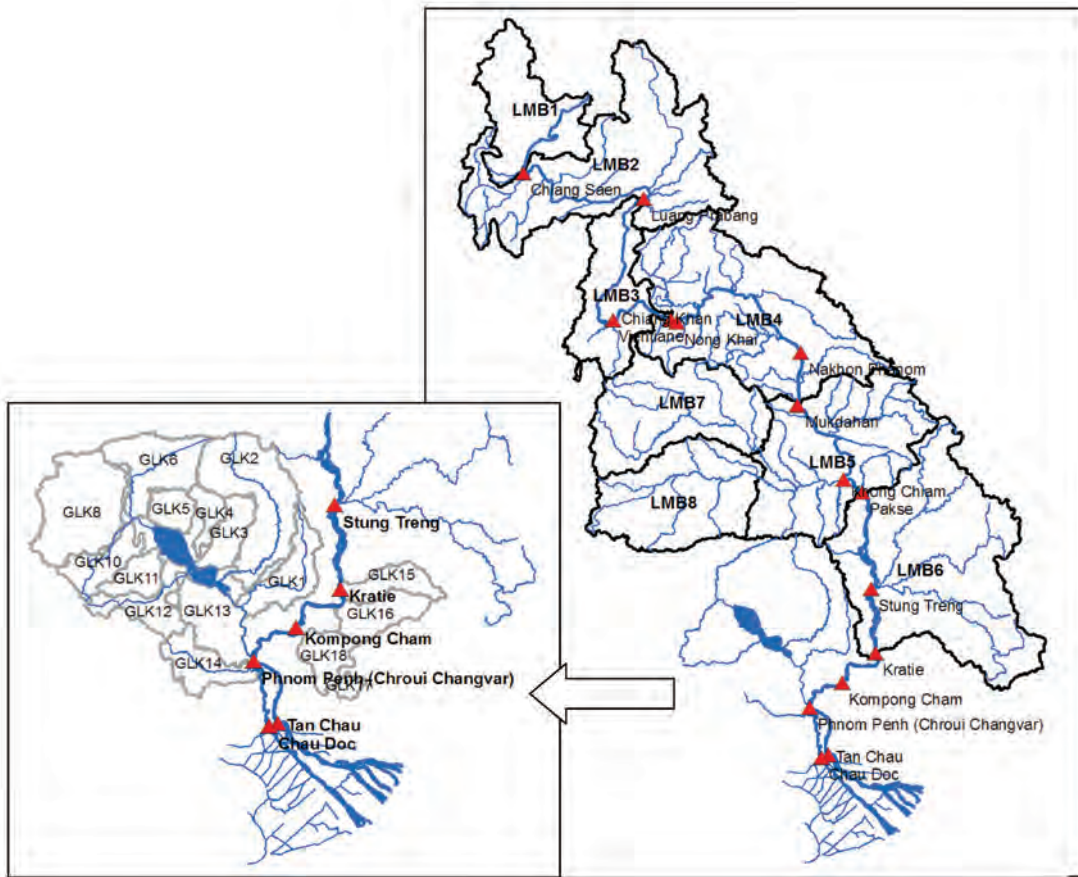 LMB1
LMB2
Chiang Saen
Luang Prabang
LMB3
Chiang Khan
LMB4
Vientiane
Nong Khai
Nakhon Phanom
LMB7
Mukdahan
LMB5
LMB8
Khong Chiam
Pakse
LMB6
Stung Treng
Kratie
Kompong Cham
Phnom Penh (Chroui Changvar)
Tan Chau
Chau Doc
GLK6
GLK2
GLK8
GLK5
GLK4
GLK3
Stung Treng
GLK10
GLK11
GLK1
GLK15
Kratie
GLK12
GLK13
GLK16
Kompong Cham
GLK14
GLK18
Phnom Penh (Chroui Changvar)
GLK17
Tan Chau
Chau Doc